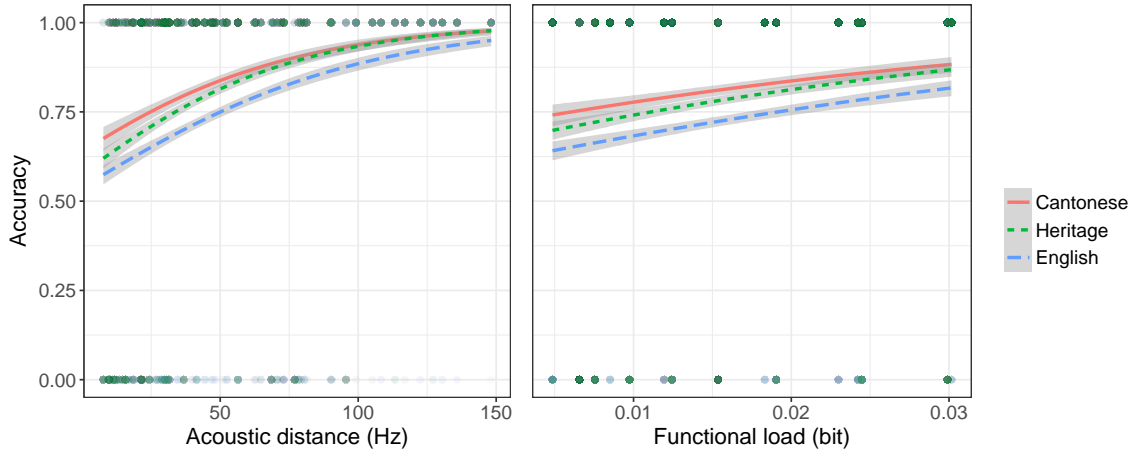 Accuracy
1.00
0.75
0.50
0.25
0.00
50
100
150
Acoustic distance (Hz)
0.01
0.02
0.03
Functional load (bit)
Cantonese
Heritage
English